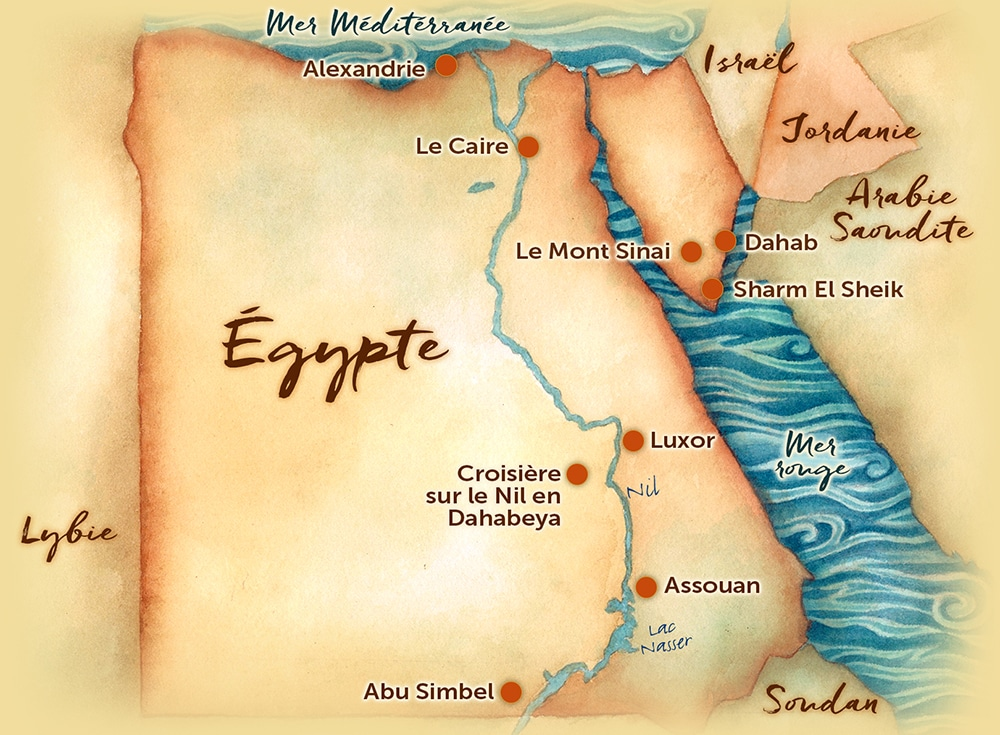 Mer Méditérranée
Israël
Alexandrie
Jordanie
Le Caire
Arabie
Saoudite
Dahab
Le Mont Sinai
Sharm El Sheik
Égypte
Luxor
Mer
rouge
Croisière
sur le Nil en
Dahabeya
Nil
Lybie
Assouan
Lac
Nasser
Abu Simbel
Soudan